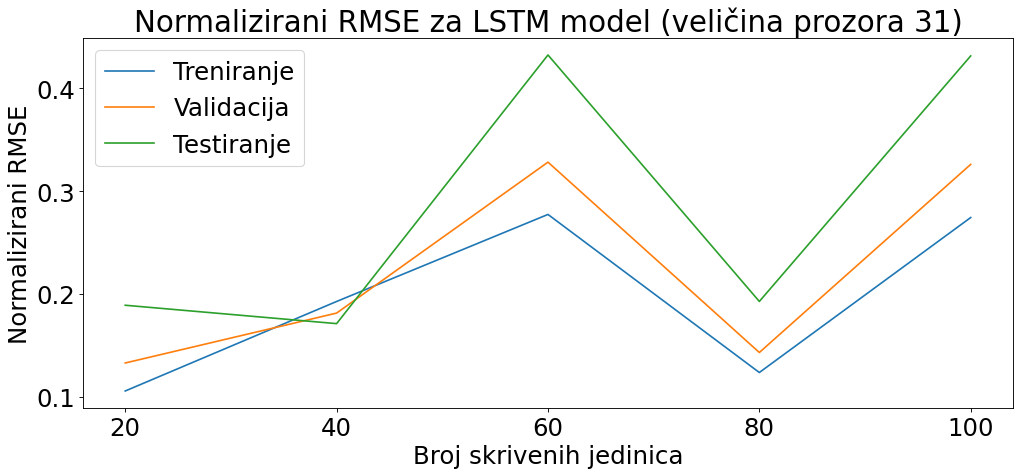 Normalizirani RMSE za LSTM model (veličina prozora 31)
Treniranje
Validacija
Testiranje
Normalizirani RMSE
0.4
0.3
0.2
0.1
20 40 60 80 100
Broj skrivenih jedinica